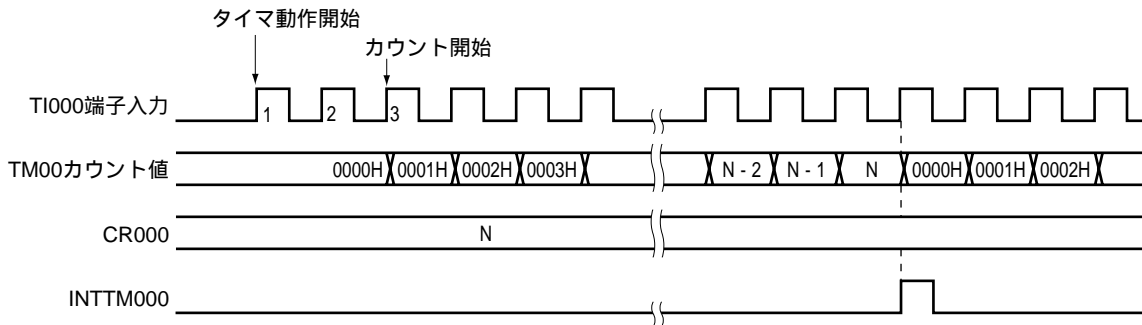 タイマ動作開始
カウント開始
TI000端子入力 1 2 3
TM00カウント値 0000H 0001H 0002H 0003H N - 2 N - 1 N 0000H 0001H 0002H
CR000 N
INTTM000